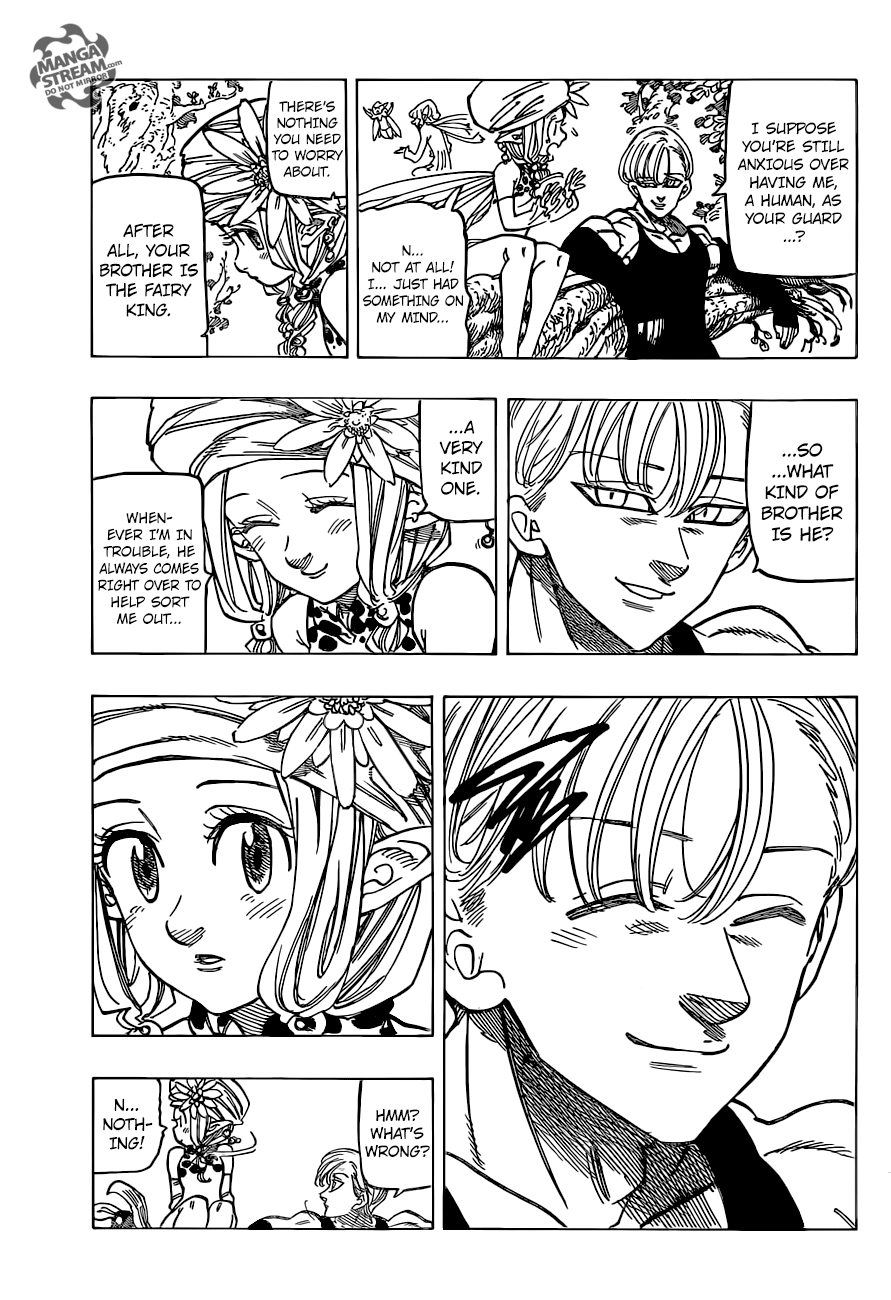 MANGA
STREAM.com
DO NOT MIRROR
I SUPPOSE
YOU'RE STILL
ANXIOUS OVER
HAVING ME,
A HUMAN, AS
YOUR GUARD
...?
N...
NOT AT ALL!
I... JUST HAD
SOMETHING ON
MY MIND...
THERE'S
NOTHING
YOU NEED
TO WORRY
ABOUT.
AFTER
ALL, YOUR
BROTHER IS
THE FAIRY
KING.
...SO
...WHAT
KIND OF
BROTHER
IS HE?
...A
VERY
KIND
ONE.
WHEN-
EVER I'M IN
TROUBLE, HE
ALWAYS COMES
RIGHT OVER TO
HELP SORT
ME OUT...
HMM?
WHAT'S
WRONG?
N...
NOTH-
ING!